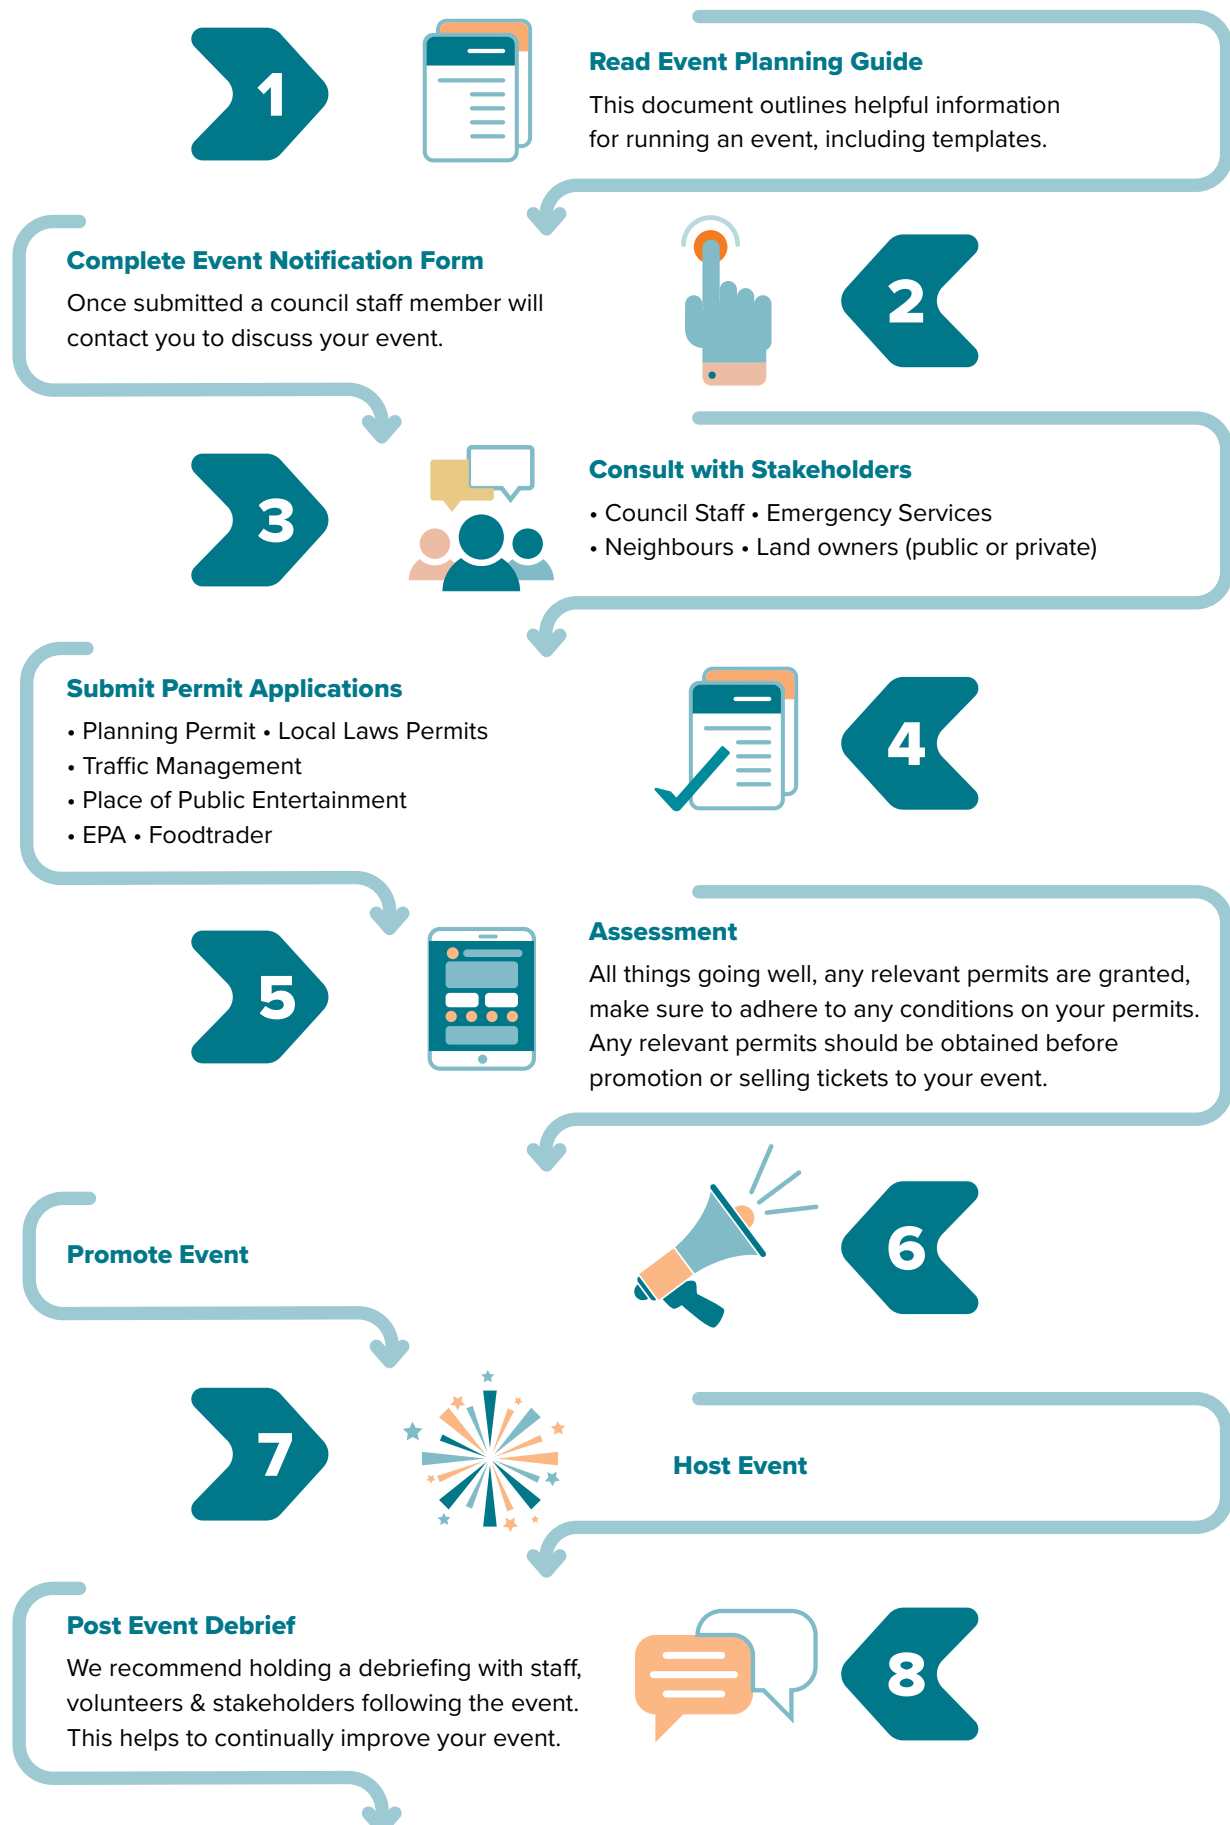 1
Read Event Planning Guide
This document outlines helpful information
for running an event, including templates.
Complete Event Notification Form
Once submitted a council staff member will
contact you to discuss your event.
2
3
Consult with Stakeholders
• Council Staff • Emergency Services
• Neighbours • Land owners (public or private)
Submit Permit Applications
• Planning Permit • Local Laws Permits
• Traffic Management
• Place of Public Entertainment
• EPA • Foodtrader
4
5
Assessment
All things going well, any relevant permits are granted,
make sure to adhere to any conditions on your permits.
Any relevant permits should be obtained before
promotion or selling tickets to your event.
Promote Event
6
7
Host Event
Post Event Debrief
We recommend holding a debriefing with staff,
volunteers & stakeholders following the event.
This helps to continually improve your event.
8